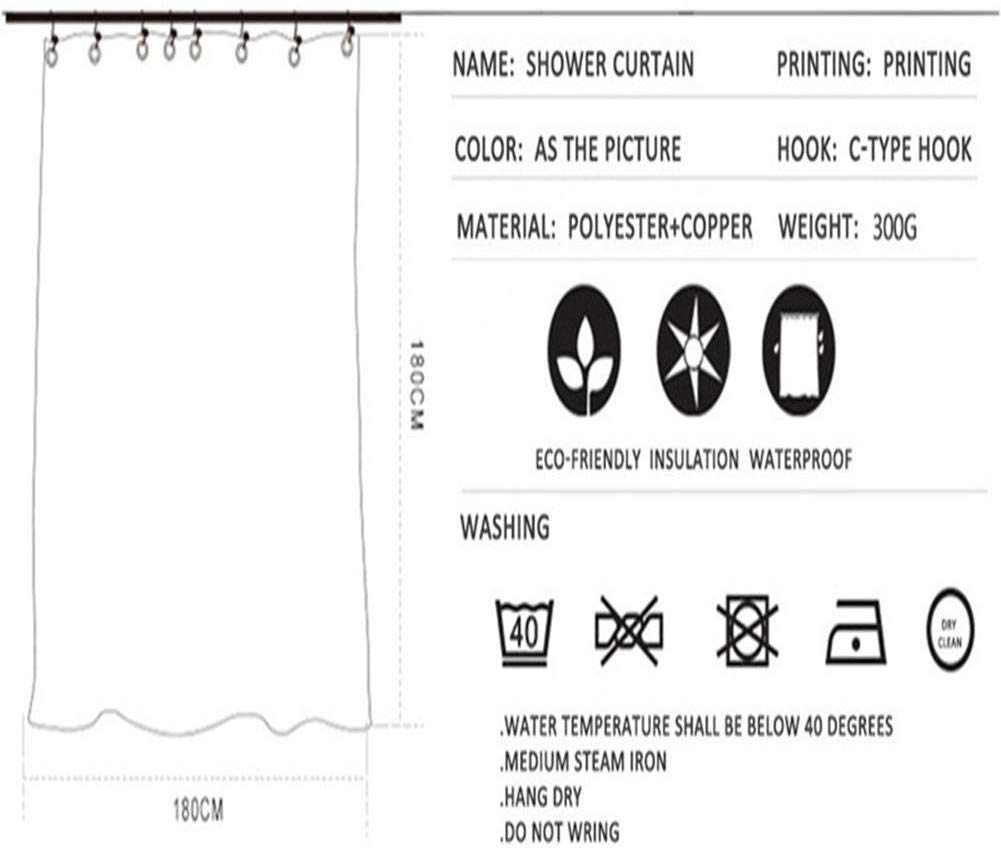 NAME: SHOWER CURTAIN PRINTING: PRINTING
COLOR: AS THE PICTURE HOOK: C-TYPE HOOK
MATERIAL: POLYESTER+COPPER WEIGHT: 300G
180CM
ECO-FRIENDLY INSULATION WATERPROOF
WASHING
40
DRY
CLEAN
.WATER TEMPERATURE SHALL BE BELOW 40 DEGREES
.MEDIUM STEAM IRON
.HANG DRY
.DO NOT WRING
180CM